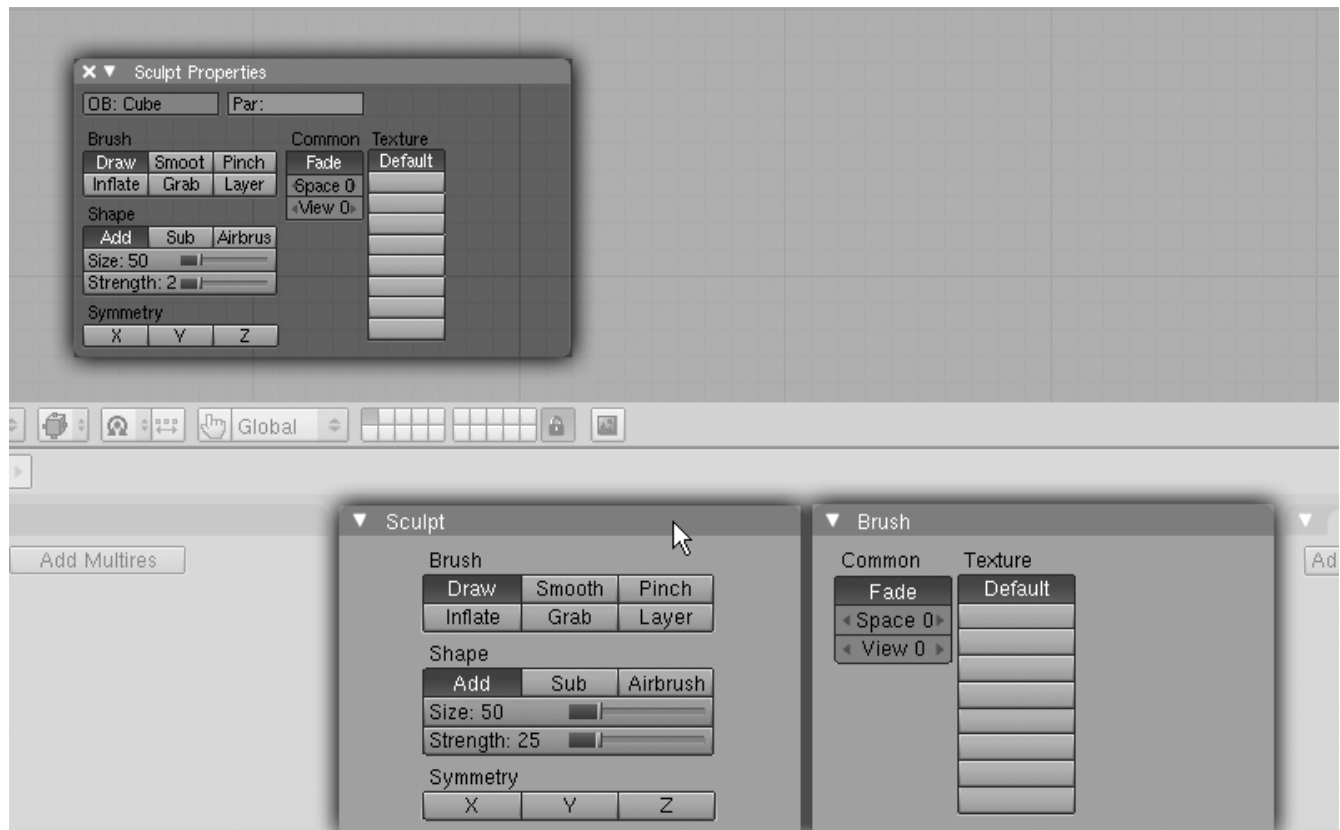 Sculpt Properties
OB: Cube Par:
Brush Common Texture
Draw Smoot Pinch Fade Default
Inflate Grab Layer Space 0
View 0
Shape
Add Sub Airbrus
Size: 50
Strength: 2
Symmetry
X Y Z
Global
Sculpt Brush
Add Multires Brush Common Texture Ad
Draw Smooth Pinch Fade Default
Inflate Grab Layer Space 0
Shape View 0
Add Sub Airbrush
Size: 50
Strength: 25
Symmetry
X Y Z